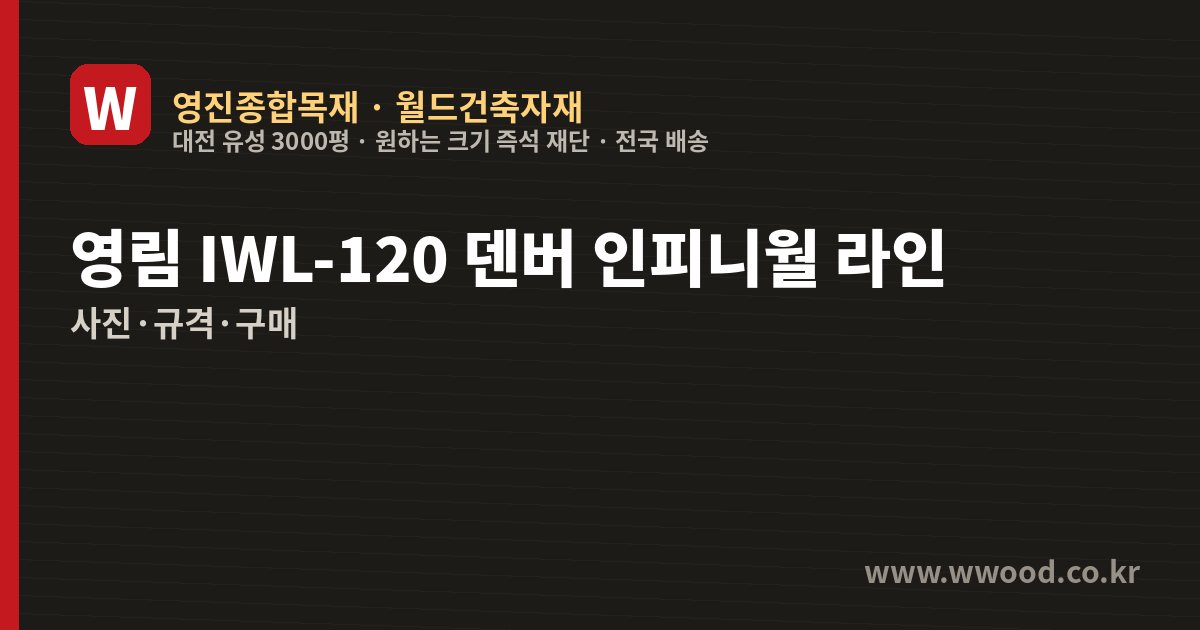 W
영진종합목재 · 월드건축자재
대전 유성 3000평 · 원하는 크기 즉석 재단 · 전국 배송
영림 IWL-120 덴버 인피니월 라인
사진·규격·구매
www.wwood.co.kr